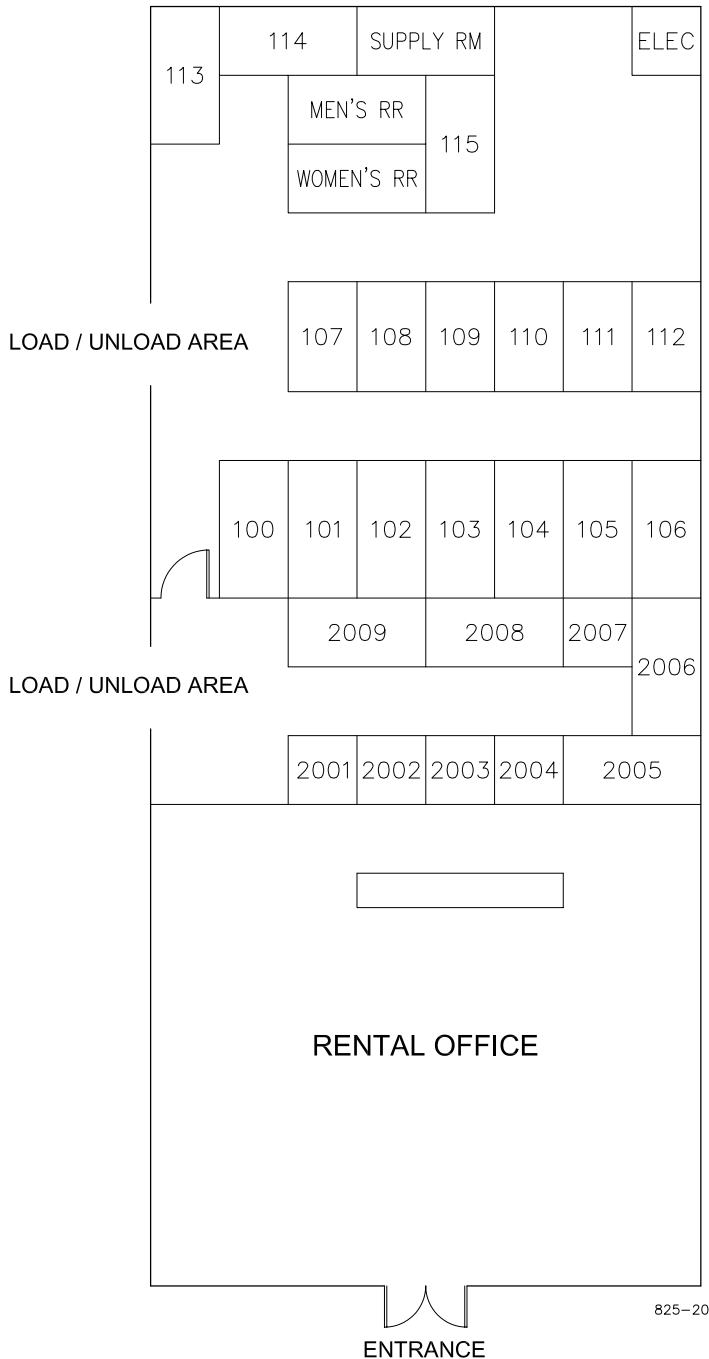 114 SUPPLY RM ELEC
113
MEN'S RR
115
WOMEN'S RR
LOAD / UNLOAD AREA 107 108 109 110 111 112
100 101 102 103 104 105 106
2009 2008 2007
2006
LOAD / UNLOAD AREA
2001 2002 2003 2004 2005
RENTAL OFFICE
825-20
ENTRANCE